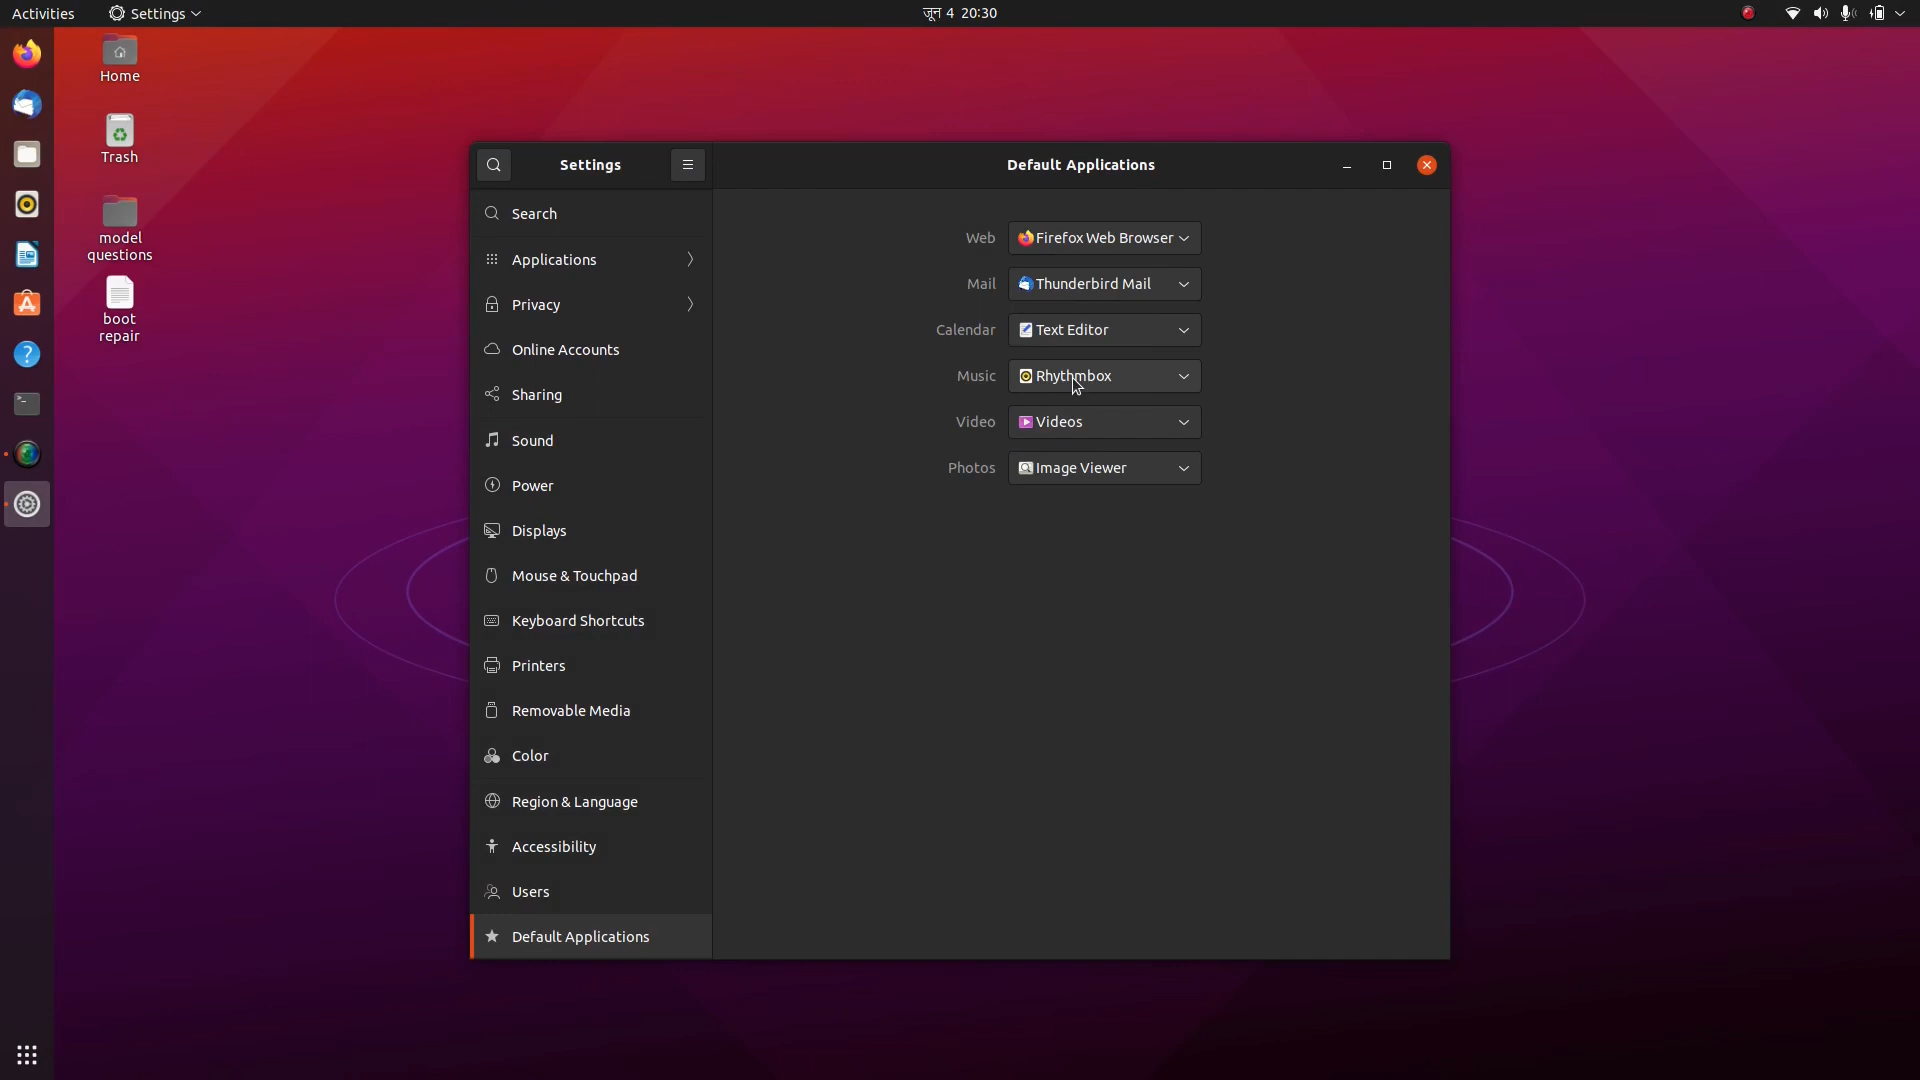 Activities
Settings
जून 4 20:30
Home
Trash
model
questions
boot
repair
Settings
Default Applications
Search
Applications
Privacy
Online Accounts
Sharing
Sound
Power
Displays
Mouse & Touchpad
Keyboard Shortcuts
Printers
Removable Media
Color
Region & Language
Accessibility
Users
Default Applications
Web Firefox Web Browser
Mail Thunderbird Mail
Calendar Text Editor
Music Rhythmbox
Video Videos
Photos Image Viewer